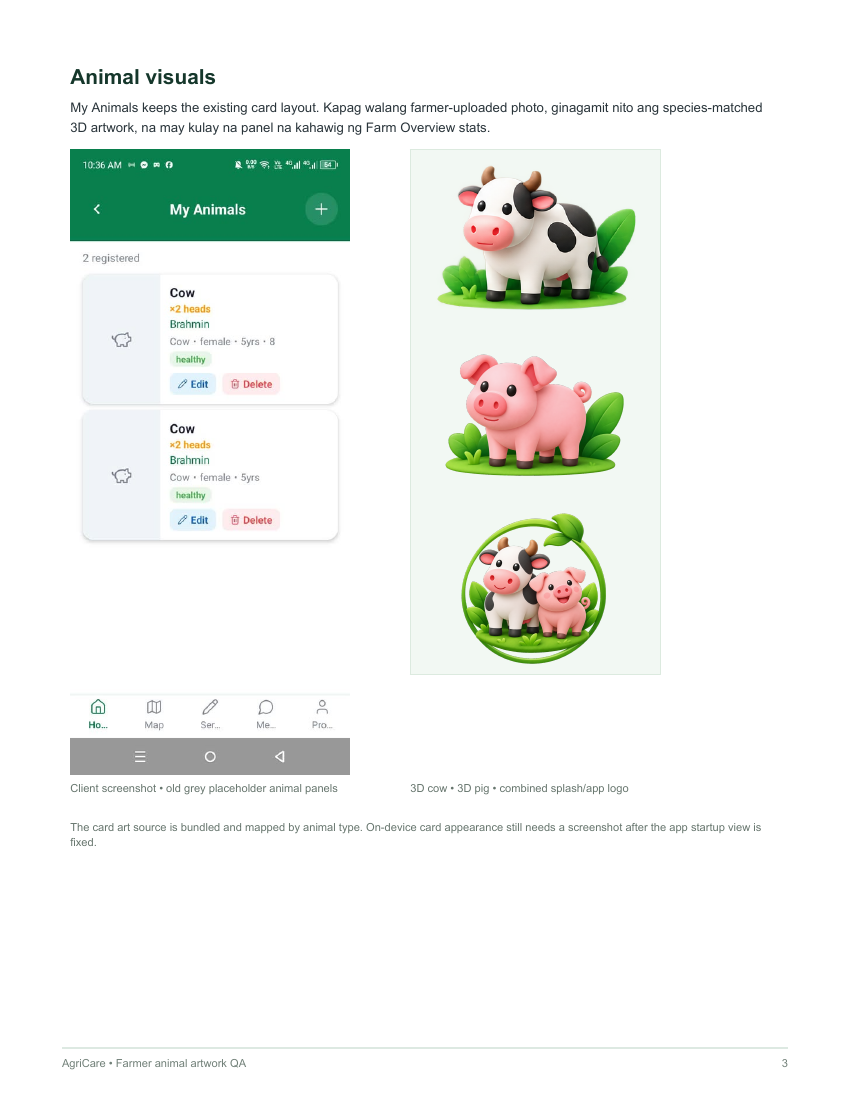 Animal visuals
My Animals keeps the existing card layout. Kapag walang farmer-uploaded photo, ginagamit nito ang species-matched
3D artwork, na may kulay na panel na kahawig ng Farm Overview stats.
10:36 AM
64
My Animals
2 registered
Cow
×2 heads
Brahmin
Cow • female • 5yrs • 8
healthy
Edit
Delete
Cow
×2 heads
Brahmin
Cow • female • 5yrs
healthy
Edit
Delete
Ho...
Map
Ser...
Me...
Pro...
Client screenshot • old grey placeholder animal panels
3D cow • 3D pig • combined splash/app logo
The card art source is bundled and mapped by animal type. On-device card appearance still needs a screenshot after the app startup view is
fixed.
AgriCare • Farmer animal artwork QA
3